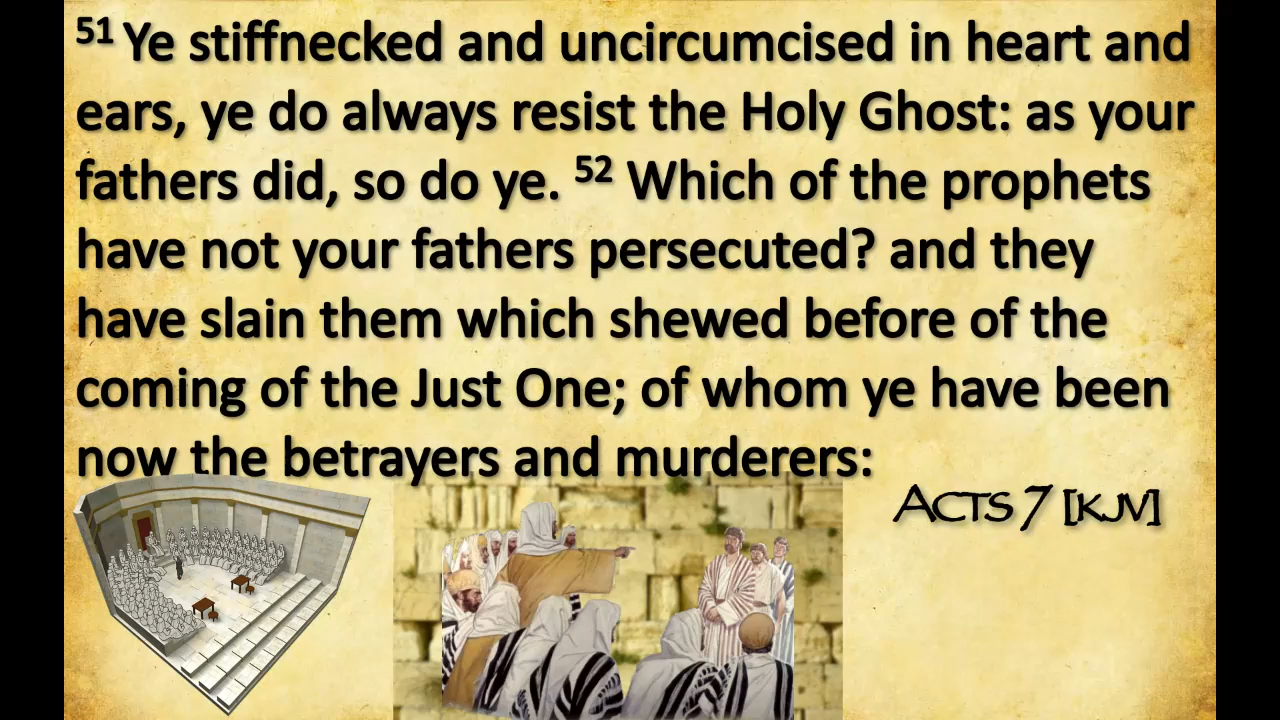 51 Ye stiffnecked and uncircumcised in heart and
ears, ye do always resist the Holy Ghost: as your
fathers did, so do ye. 52 Which of the prophets
have not your fathers persecuted? and they
have slain them which shewed before of the
coming of the Just One; of whom ye have been
now the betrayers and murderers:
Acts 7 [KJV]